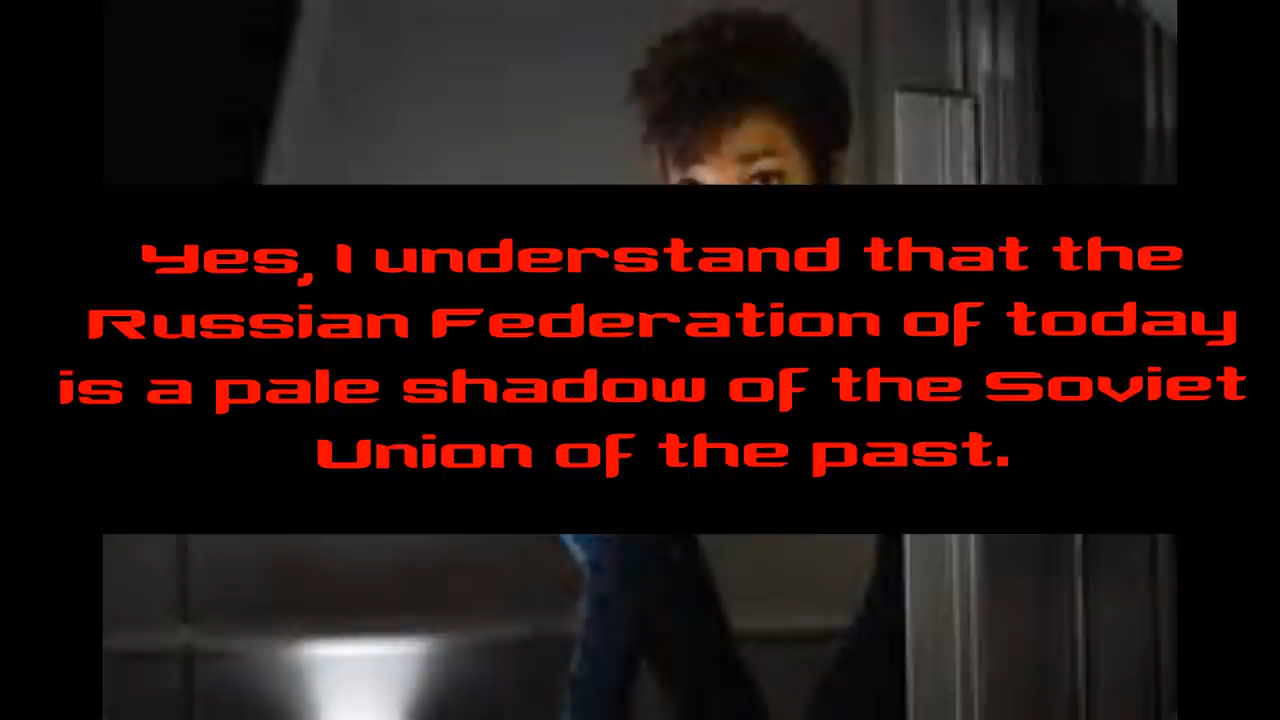 Yes, I understand that the
Russian Federation of today
is a pale shadow of the Soviet
Union of the past.